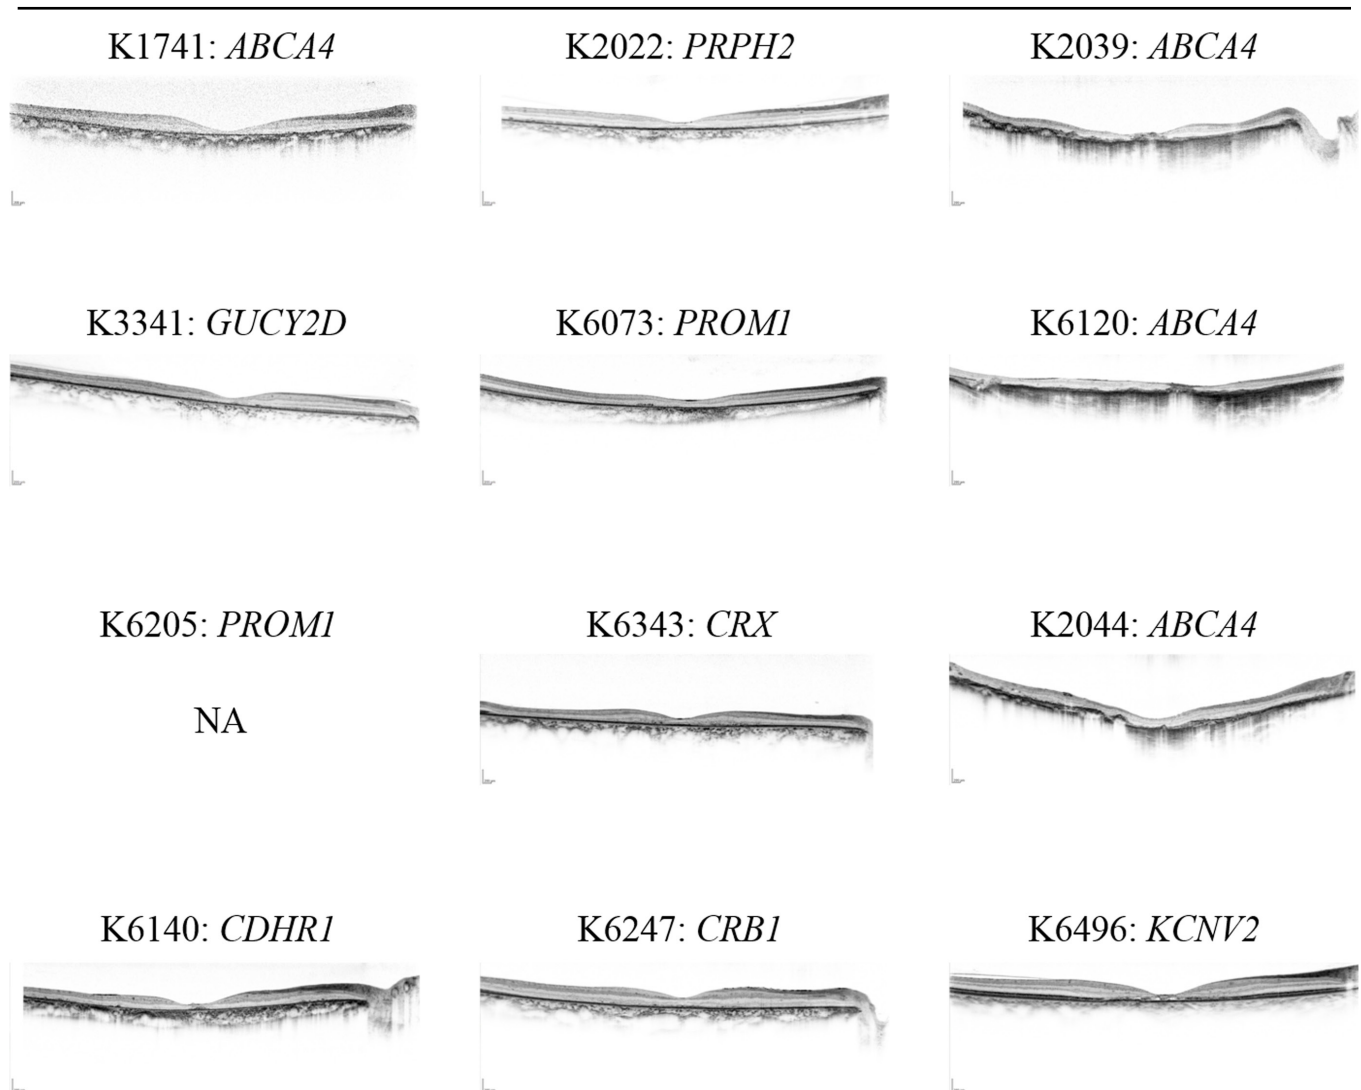 K1741: ABCA4 K2022: PRPH2 K2039: ABCA4
K3341: GUCY2D K6073: PROM1 K6120: ABCA4
K6205: PROM1 K6343: CRX K2044: ABCA4
NA
K6140: CDHR1 K6247: CRB1 K6496: KCNV2